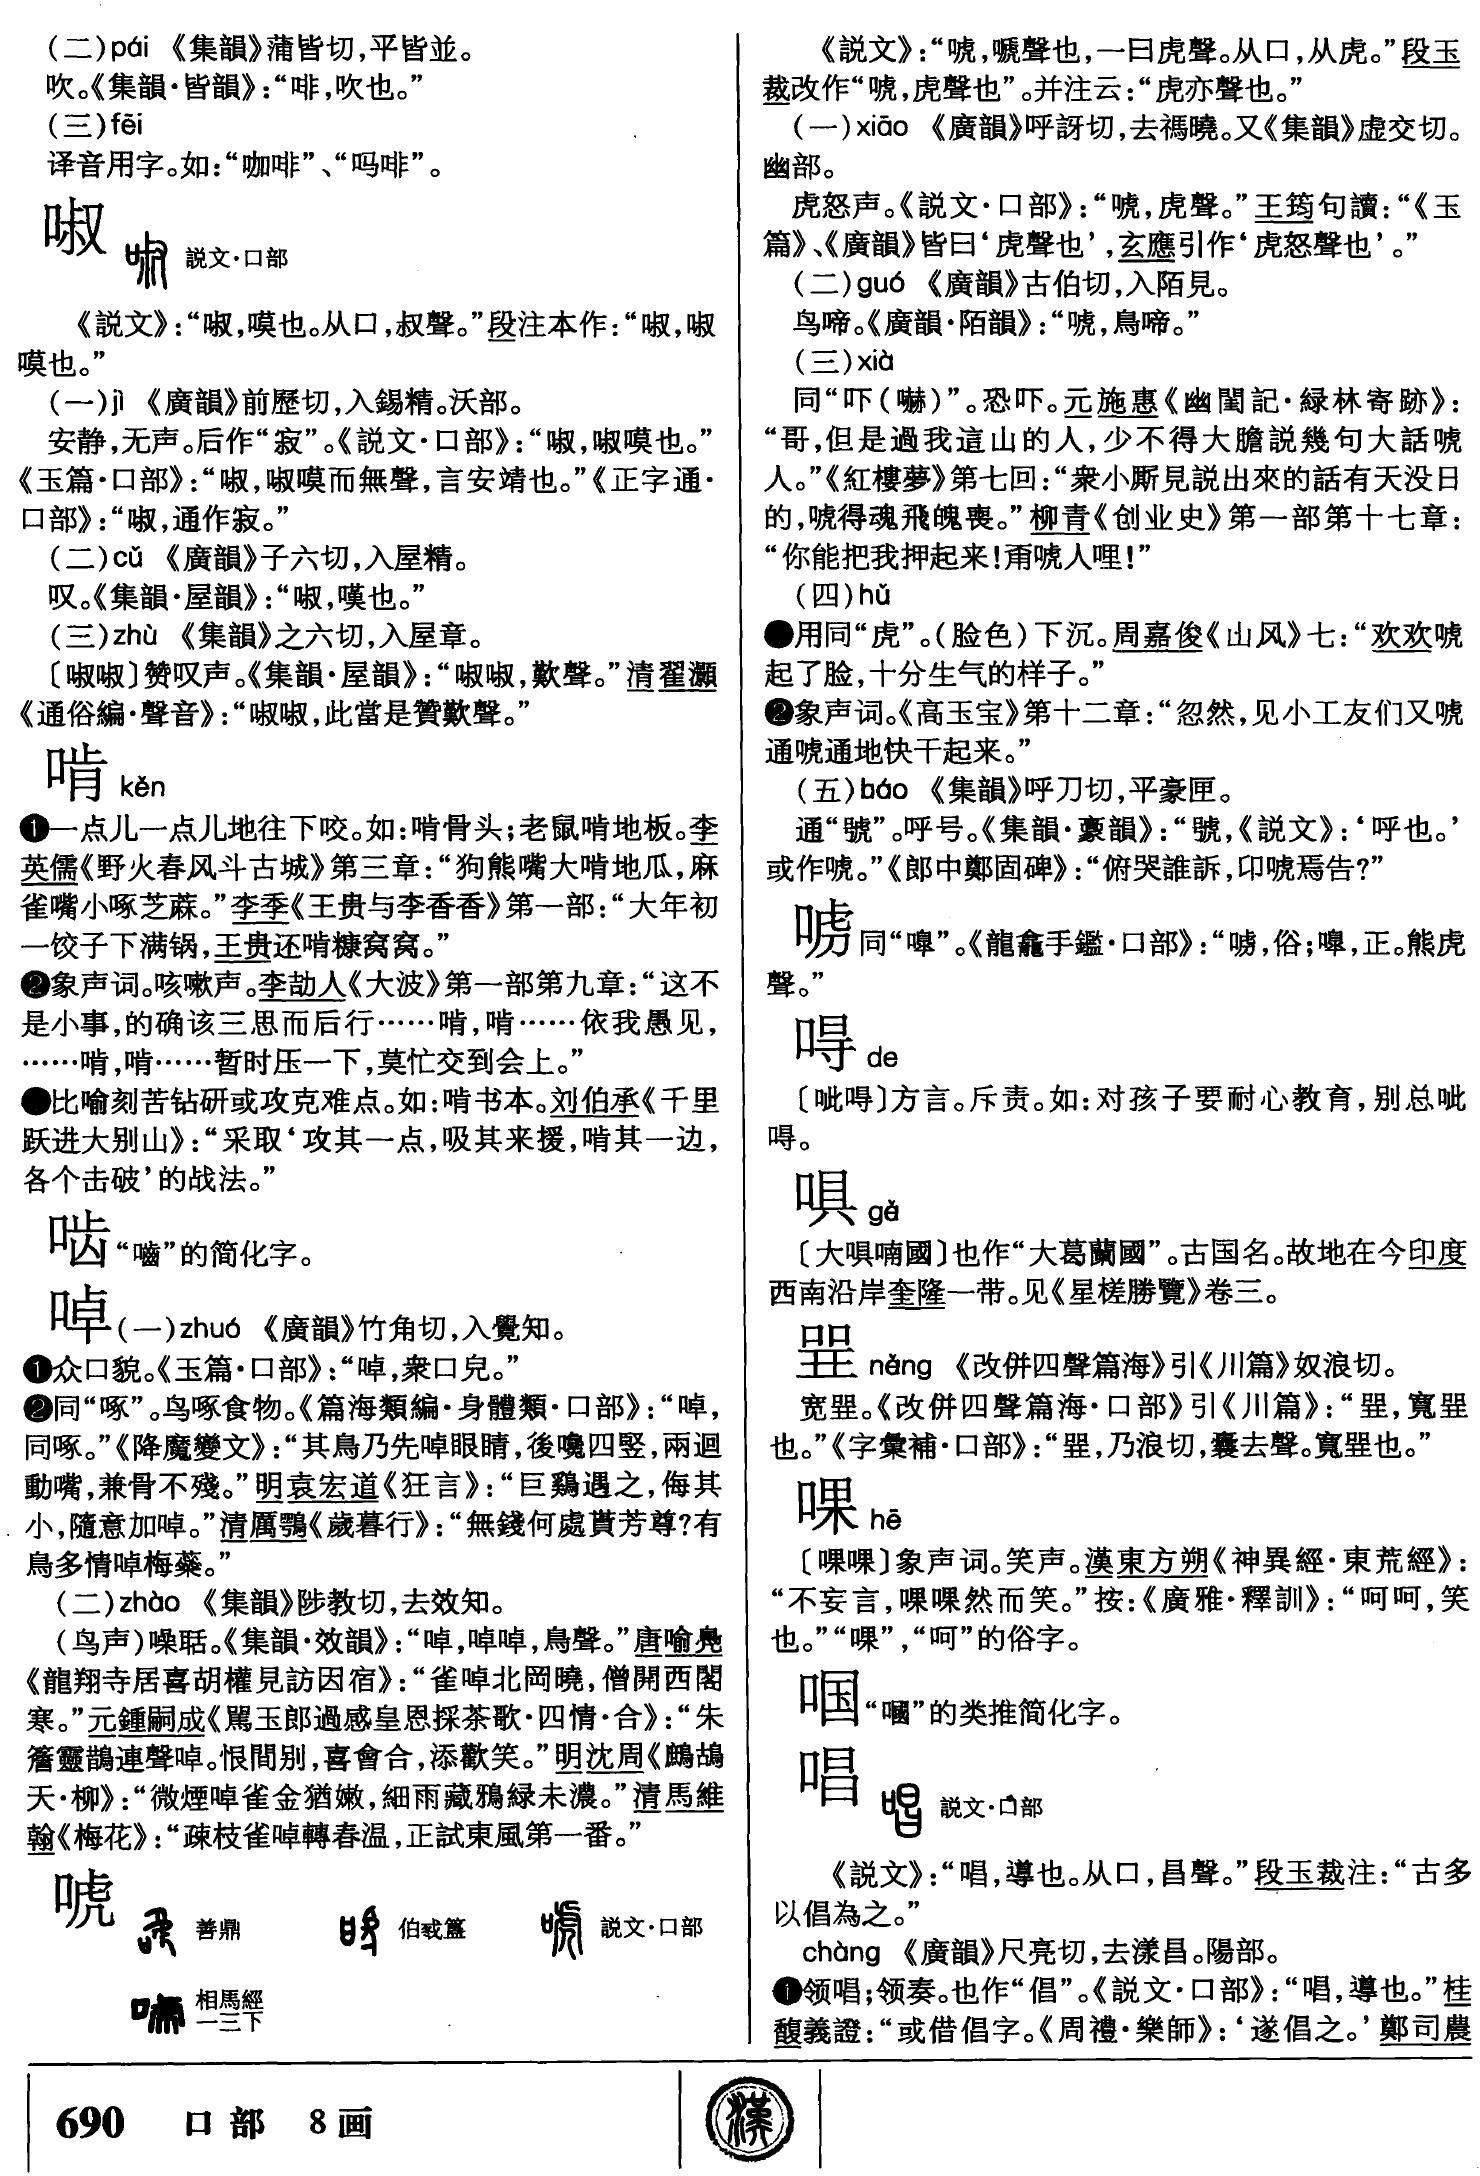 (二)pái 《集韻》蒲皆切,平皆並。
吹。《集韻·皆韻》:“啡,吹也。”
(三)fēi
译音用字。如:“咖啡”、“吗啡”。
啾 説文·口部
《説文》:“㖢,嘆也。从口,叔聲。”段注本作:“㖢,㖢
嗼也。”
(一)jì 《廣韻》前歷切,入錫精。沃部。
安静,无声。后作“寂”。《説文·口部》:“㖢,㖢嗼也。”
《玉篇·口部》:“㖢,㖢嗼而無聲,言安靖也。”《正字通·
口部》:“㖢,通作寂。”
(二)cù 《廣韻》子六切,入屋精。
叹。《集韻·屋韻》:“㖢,嘆也。”
(三)zhù 《集韻》之六切,入屋章。
〔㖢㖢〕赞叹声。《集韻·屋韻》:“㖢㖢,歎聲。”清翟灝
《通俗編·聲音》:“㖢㖢,此當是贊歎聲。”
啃 kěn
❶一点儿一点儿地往下咬。如:啃骨头;老鼠啃地板。李
英儒《野火春风斗古城》第三章:“狗熊嘴大啃地瓜,麻
雀嘴小啄芝蔴。”李季《王贵与李香香》第一部:“大年初
一饺子下满锅,王贵还啃糠窝窝。”
❷象声词。咳嗽声。李劼人《大波》第一部第九章:“这不
是小事,的确该三思而后行……啃,啃……依我愚见,
……啃,啃……暂时压一下,莫忙交到会上。”
●比喻刻苦钻研或攻克难点。如:啃书本。刘伯承《千里
跃进大别山》:“采取‘攻其一点,吸其来援,啃其一边,
各个击破’的战法。”
啮 “嚙”的简化字。
啅 (一)zhuó 《廣韻》竹角切,入覺知。
❶众口貌。《玉篇·口部》:“啅,衆口皃。”
❷同“啄”。鸟啄食物。《篇海類編·身體類·口部》:“啅,
同啄。”《降魔變文》:“其鳥乃先啅眼睛,後嚵四竪,兩迴
動嘴,兼骨不殘。”明袁宏道《狂言》:“巨鷄遇之,侮其
小,隨意加啅。”清厲鶚《歲暮行》:“無錢何處貰芳尊?有
鳥多情啅梅蘂。”
(二)zhào 《集韻》陟教切,去效知。
(鸟声)噪聒。《集韻·效韻》:“啅,啅啅,鳥聲。”唐喻鳧
《龍翔寺居喜胡權見訪因宿》:“雀啅北岡曉,僧開西閣
寒。”元鍾嗣成《駡玉郎過感皇恩採茶歌·四情·合》:“朱
簷靈鵲連聲啅。恨間别,喜會合,添歡笑。”明沈周《鷓鴣
天·柳》:“微煙啅雀金猶嫩,細雨藏鴉緑未濃。”清馬維
翰《梅花》:“疎枝雀啅轉春温,正試東風第一番。”
唬 善鼎 伯㦰簋 説文·口部
相馬經
一三下
《説文》:“唬,嗁聲也,一曰虎聲。从口,从虎。”段玉
裁改作“唬,虎聲也”。并注云:“虎亦聲也。”
(一)xiāo 《廣韻》呼訝切,去禡曉。又《集韻》虚交切。
幽部。
虎怒声。《説文·口部》:“唬,虎聲。”王筠句讀:“《玉
篇》、《廣韻》皆曰‘虎聲也’,玄應引作‘虎怒聲也’。”
(二)guó 《廣韻》古伯切,入陌見。
鸟啼。《廣韻·陌韻》:“唬,鳥啼。”
(三)xià
同“吓(嚇)”。恐吓。元施惠《幽閨記·緑林寄跡》:
“哥,但是過我這山的人,少不得大膽説幾句大話唬
人。”《紅樓夢》第七回:“衆小厮見説出來的話有天没日
的,唬得魂飛魄喪。”柳青《创业史》第一部第十七章:
“你能把我押起来!甭唬人哩!”
(四)hǔ
●用同“虎”。(脸色)下沉。周嘉俊《山风》七:“欢欢唬
起了脸,十分生气的样子。”
❷象声词。《高玉宝》第十二章:“忽然,见小工友们又唬
通唬通地快干起来。”
(五)háo 《集韻》呼刀切,平豪匣。
通“號”。呼号。《集韻·豪韻》:“號,《説文》:‘呼也。’
或作唬。”《郎中鄭固碑》:“俯哭誰訴,卬唬焉告?”
㖸 同“嘷”。《龍龕手鑑·口部》:“㖸,俗;嘷,正。熊虎
聲。”
㖀 de
〔呲㖀〕方言。斥责。如:对孩子要耐心教育,别总呲
㖀。
唄 gě
〔大唄喃國〕也作“大葛蘭國”。古国名。故地在今印度
西南沿岸奎隆一带。见《星槎勝覽》卷三。
㖘 nǎng 《改併四聲篇海》引《川篇》奴浪切。
宽㖘。《改併四聲篇海·口部》引《川篇》:“㖘,寬㖘
也。”《字彙補·口部》:“㖘,乃浪切,囊去聲。寬㖘也。”
啝 hē
〔啝啝〕象声词。笑声。漢東方朔《神異經·東荒經》:
“不妄言,啝啝然而笑。”按:《廣雅·釋訓》:“呵呵,笑
也。”“啝”,“呵”的俗字。
啯 “嘓”的类推简化字。
唱 説文·口部
《説文》:“唱,導也。从口,昌聲。”段玉裁注:“古多
以倡為之。”
chàng 《廣韻》尺亮切,去漾昌。陽部。
❶领唱;领奏。也作“倡”。《説文·口部》:“唱,導也。”桂
馥義證:“或借倡字。《周禮·樂師》:‘遂倡之。’鄭司農
690 口部 8画
漢